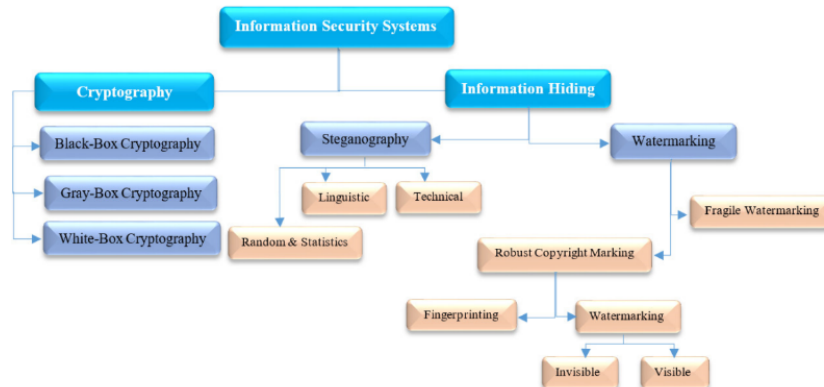 Information Security Systems
Cryptography
Information Hiding
Black-Box Cryptography
Steganography
Watermarking
Gray-Box Cryptography
Linguistic
Technical
Fragile Watermarking
White-Box Cryptography
Random & Statistics
Robust Copyright Marking
Fingerprinting
Watermarking
Invisible
Visible